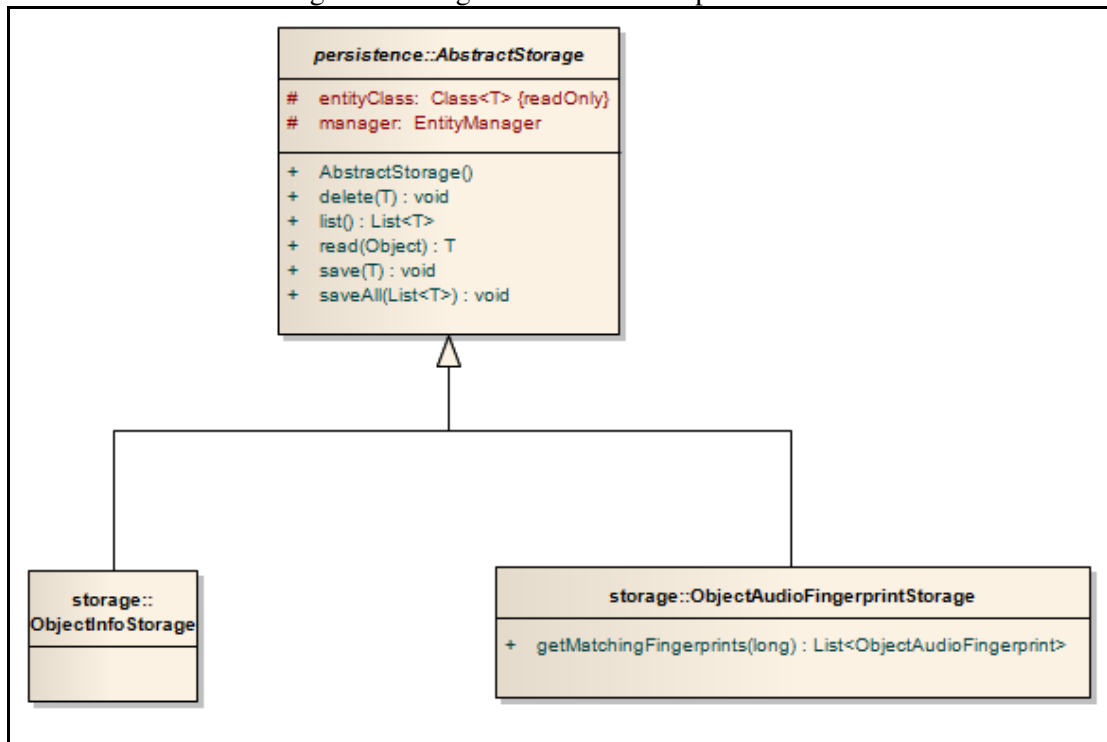 persistence::AbstractStorage
# entityClass: Class<T> {readOnly}
# manager: EntityManager
+ AbstractStorage()
+ delete(T) : void
+ list() : List<T>
+ read(Object) : T
+ save(T) : void
+ saveAll(List<T>) : void
storage::
ObjectInfoStorage
storage::ObjectAudioFingerprintStorage
+ getMatchingFingerprints(long) : List<ObjectAudioFingerprint>